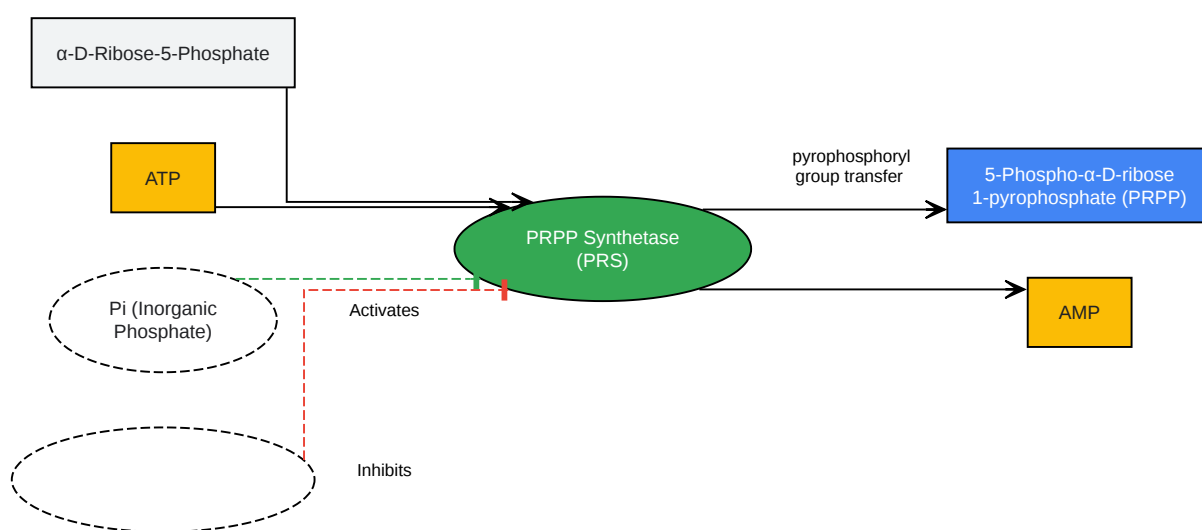 α-D-Ribose-5-Phosphate
ATP
pyrophosphoryl
group transfer
5-Phospho-α-D-ribose
1-pyrophosphate (PRPP)
PRPP Synthetase
(PRS)
Pi (Inorganic
Phosphate)
Activates
AMP
Inhibits